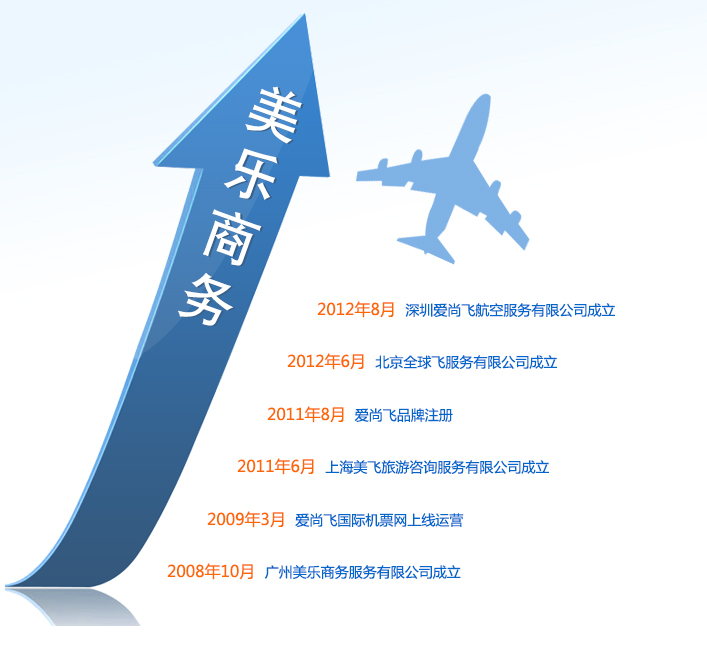 美乐商务
2012年8月 深圳爱尚飞航空服务有限公司成立
2012年6月 北京全球飞服务有限公司成立
2011年8月 爱尚飞品牌注册
2011年6月 上海美飞旅游咨询服务有限公司成立
2009年3月 爱尚飞国际机票网上线运营
2008年10月 广州美乐商务服务有限公司成立